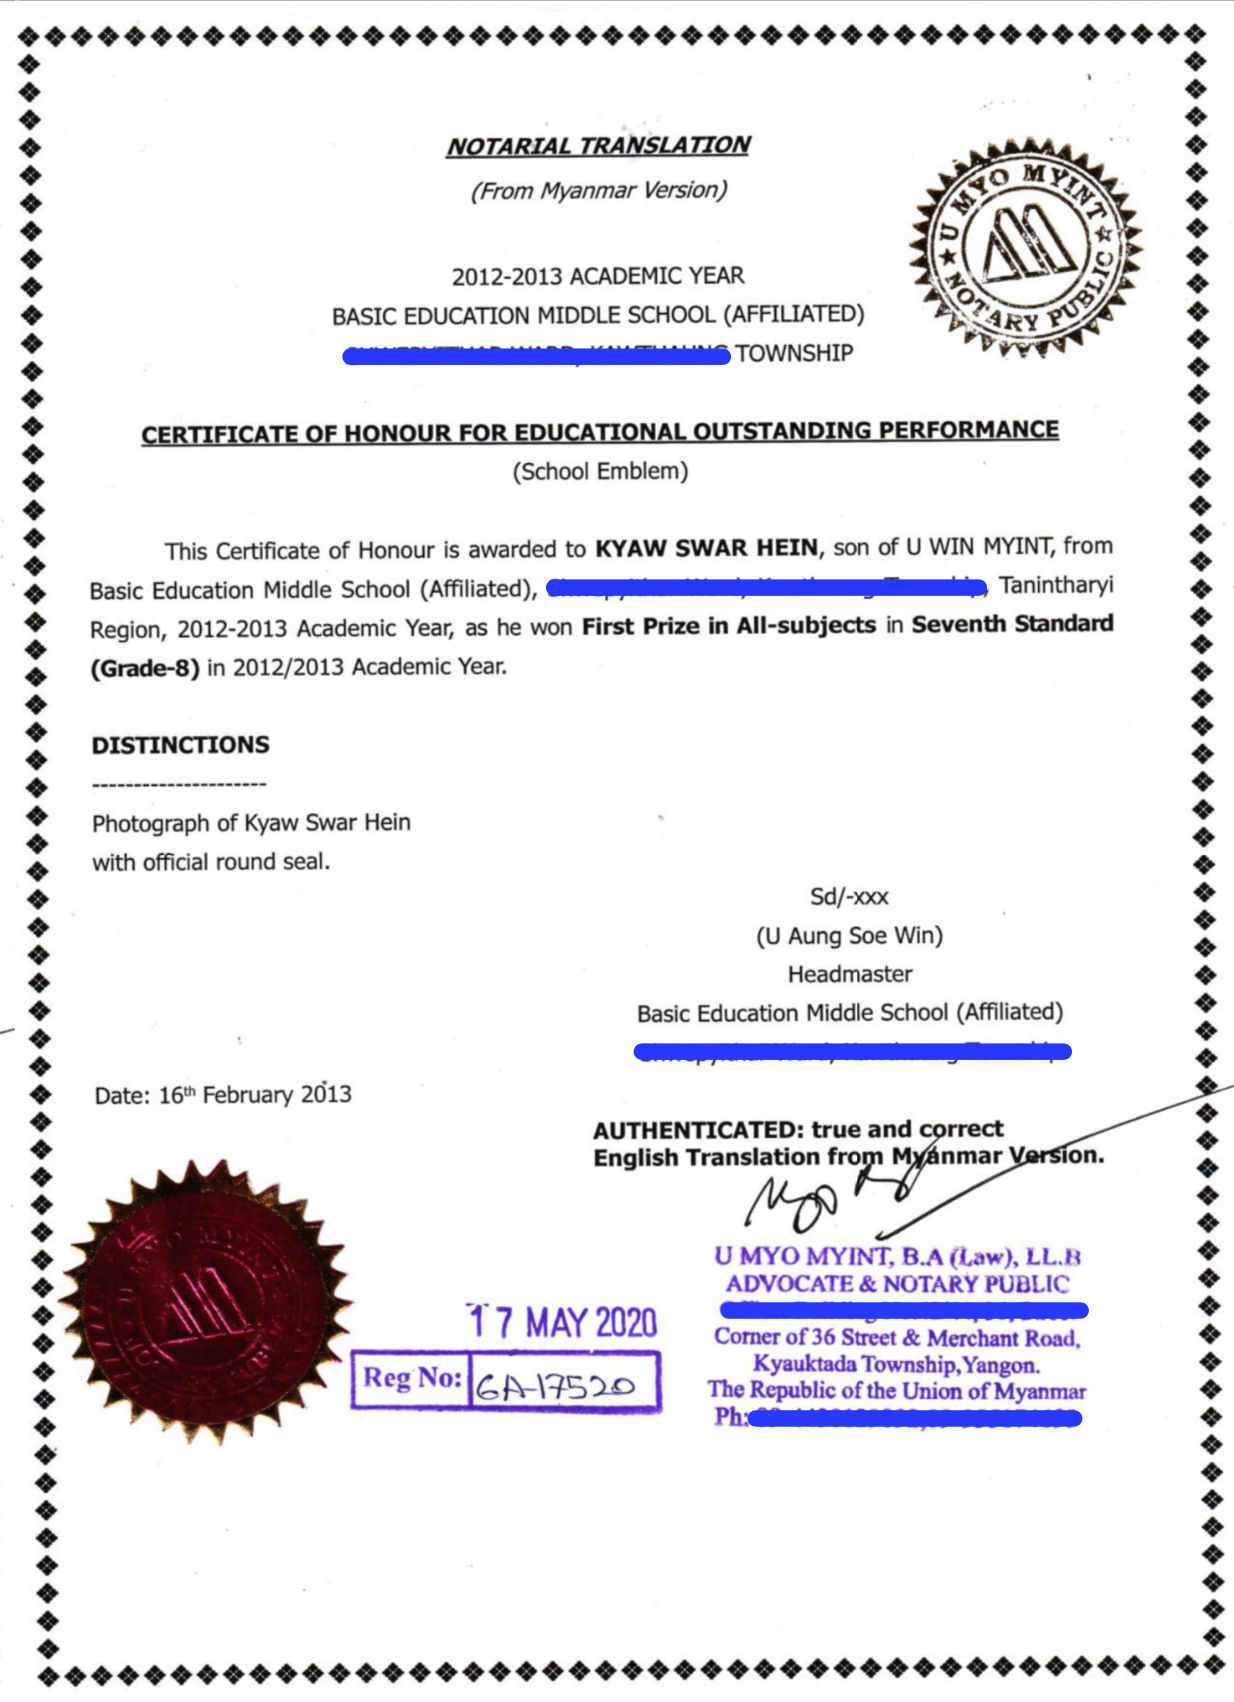 NOTARIAL TRANSLATION
(From Myanmar Version)
U MYO MYINT
NOTARY PUBLIC
2012-2013 ACADEMIC YEAR
BASIC EDUCATION MIDDLE SCHOOL (AFFILIATED)
TOWNSHIP
CERTIFICATE OF HONOUR FOR EDUCATIONAL OUTSTANDING PERFORMANCE
(School Emblem)
This Certificate of Honour is awarded to KYAW SWAR HEIN, son of U WIN MYINT, from
Basic Education Middle School (Affiliated), Tanintharyi
Region, 2012-2013 Academic Year, as he won First Prize in All-subjects in Seventh Standard
(Grade-8) in 2012/2013 Academic Year.
DISTINCTIONS
---------------------
Photograph of Kyaw Swar Hein
with official round seal.
Sd/-xxx
(U Aung Soe Win)
Headmaster
Basic Education Middle School (Affiliated)
Date: 16th February 2013
AUTHENTICATED: true and correct
English Translation from Myanmar Version.
U MYO MYINT, B.A (Law), LL.B
ADVOCATE & NOTARY PUBLIC
Corner of 36 Street & Merchant Road,
Kyauktada Township, Yangon.
The Republic of the Union of Myanmar
Ph:
17 MAY 2020
Reg No: GA-17520